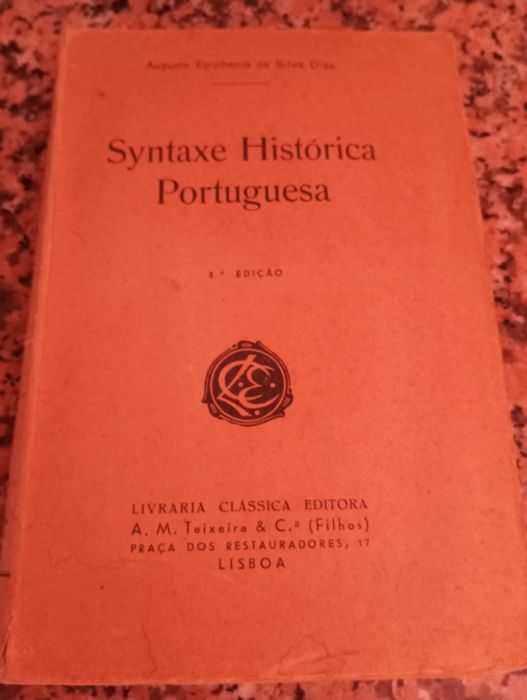 Augusto Epiphanio da Silva Dias
Syntaxe Histórica
Portuguesa
3.ª EDIÇÃO
LCE
LIVRARIA CLÁSSICA EDITORA
A. M. Teixeira & C.ª (Filhos)
PRAÇA DOS RESTAURADORES, 17
LISBOA